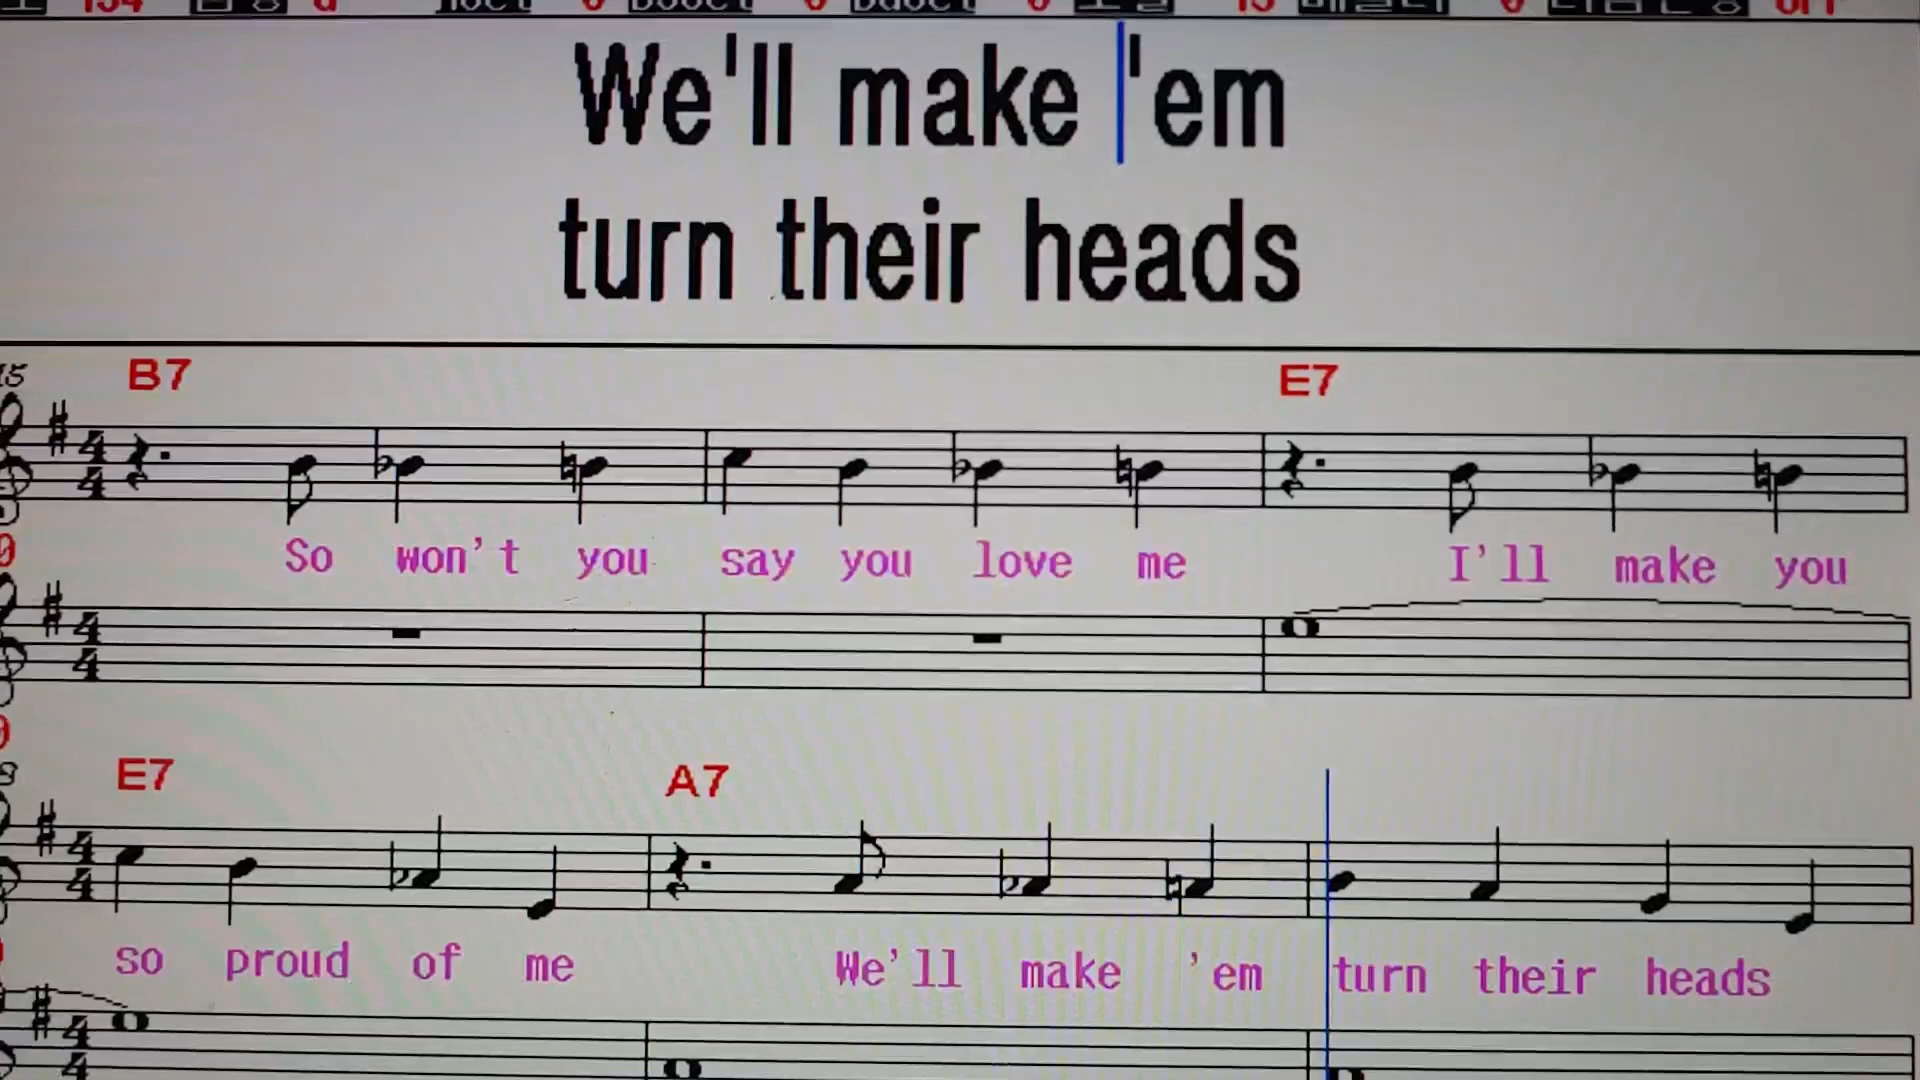 We'll make 'em
turn their heads
15 B7 E7
So won't you say you love me I'll make you
E7 A7
so proud of me We'll make 'em turn their heads